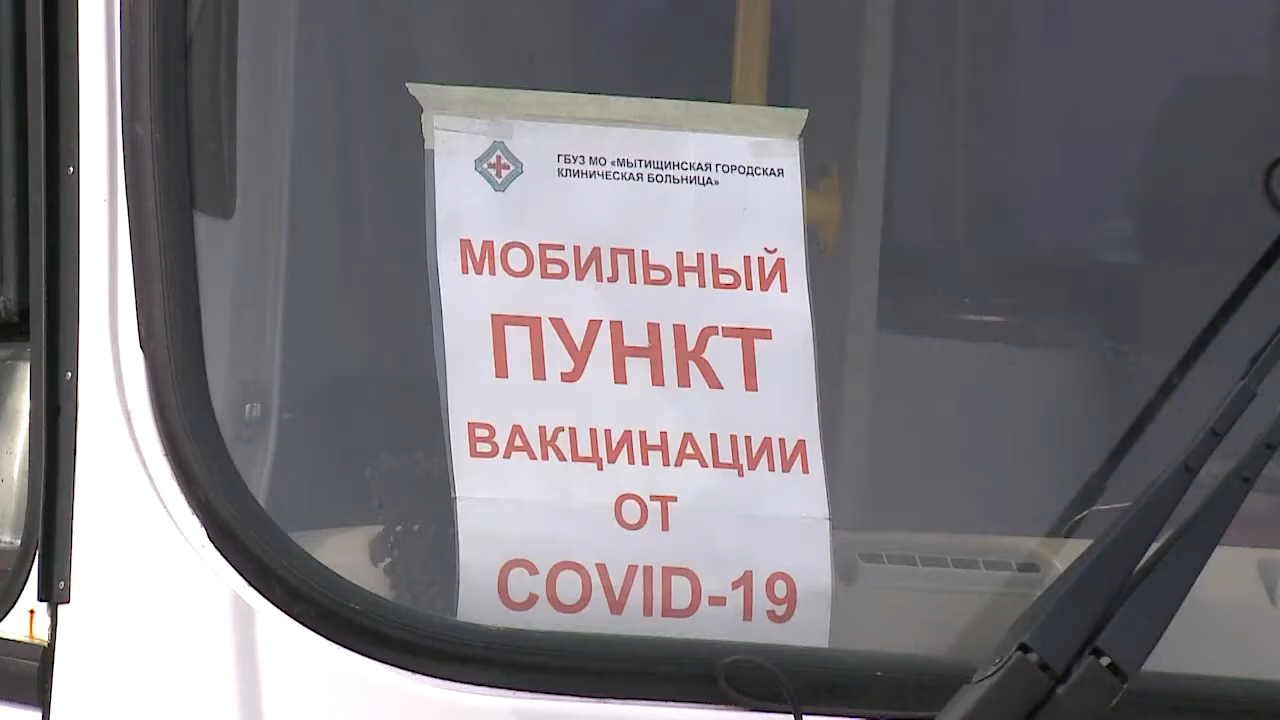 ГБУЗ МО «МЫТИЩИНСКАЯ ГОРОДСКАЯ
КЛИНИЧЕСКАЯ БОЛЬНИЦА»
МОБИЛЬНЫЙ
ПУНКТ
ВАКЦИНАЦИИ
ОТ
COVID-19